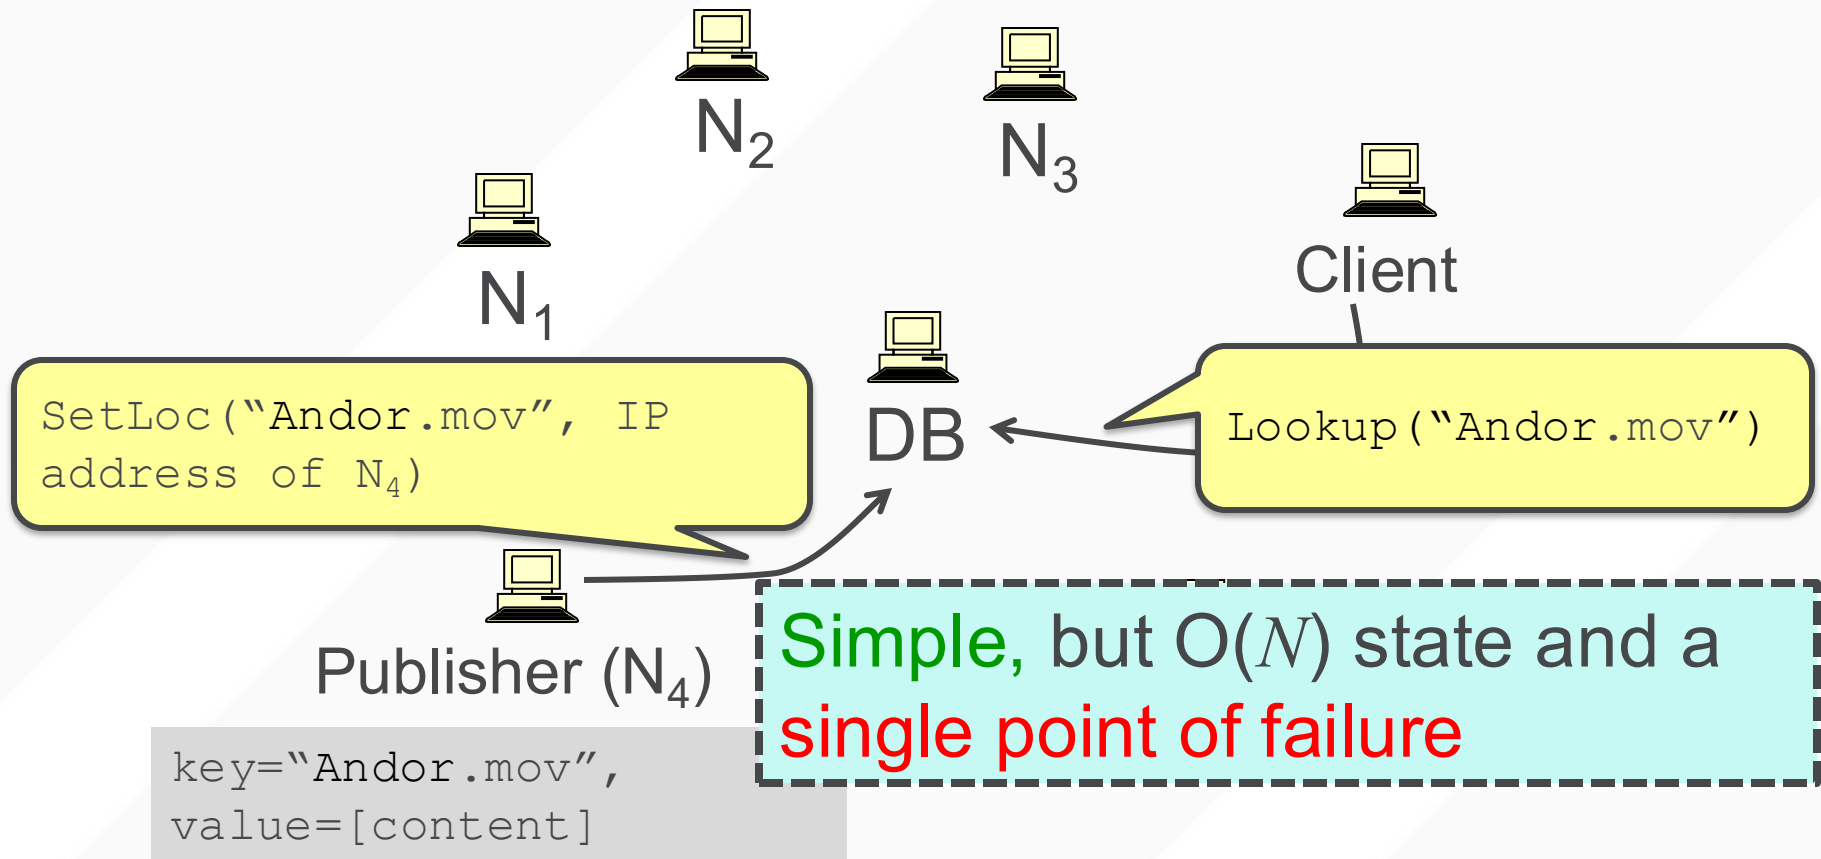 N₂
N₃
N₁
Client
SetLoc(“Andor.mov”, IP
address of N₄)
DB
Lookup(“Andor.mov”)
Publisher (N₄)
Simple, but O(N) state and a
single point of failure
key=“Andor.mov”,
value=[content]